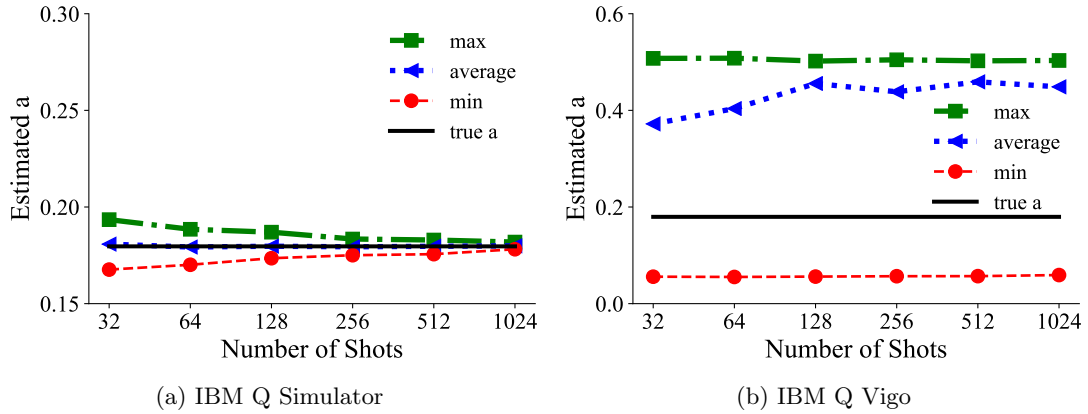 0.30
0.25
0.20
0.15
Estimated a
max
average
min
true a
32 64 128 256 512 1024
Number of Shots
(a) IBM Q Simulator
0.6
0.4
0.2
0.0
Estimated a
max
average
min
true a
32 64 128 256 512 1024
Number of Shots
(b) IBM Q Vigo